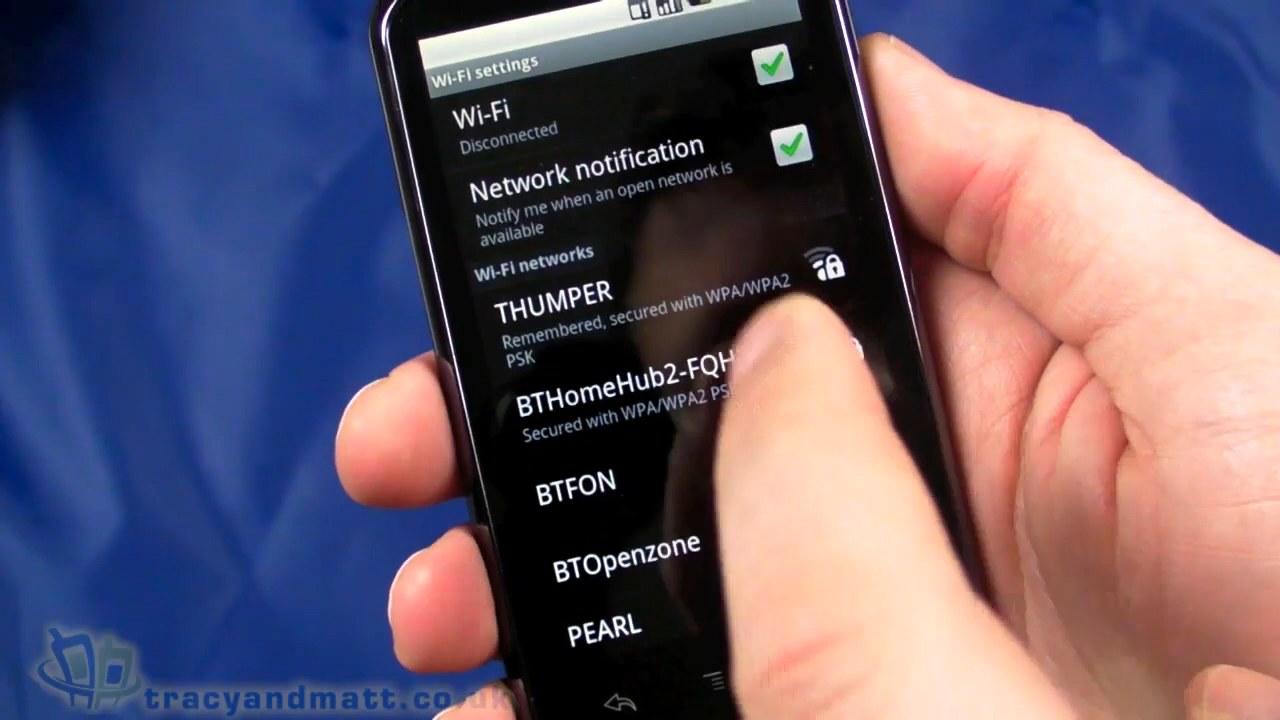 Wi-Fi settings
Wi-Fi
Disconnected
Network notification
Notify me when an open network is
available
Wi-Fi networks
THUMPER
Remembered, secured with WPA/WPA2
PSK
BTHomeHub2-FQH
Secured with WPA/WPA2 PSK
BTFON
BTOpenzone
PEARL
tracyandmatt.co.uk